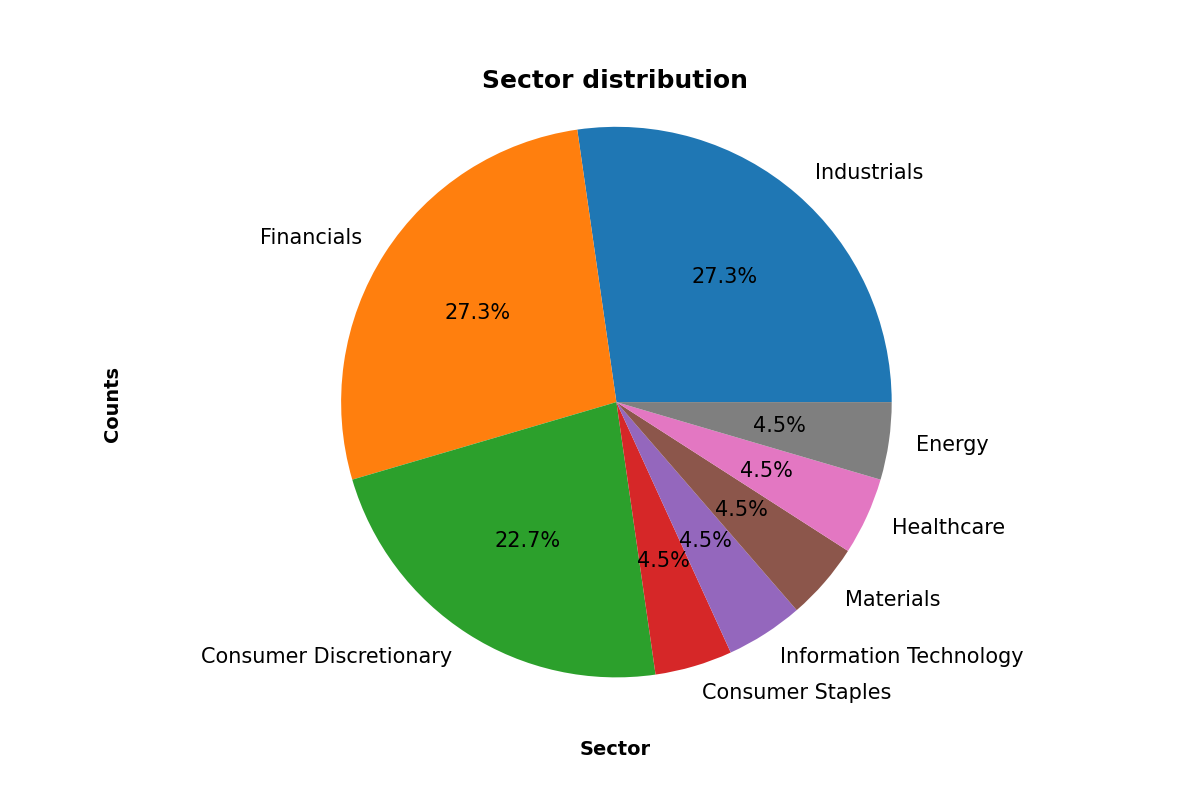 Sector distribution
Industrials
27.3%
Financials
27.3%
Counts
22.7%
Consumer Discretionary
4.5%
Consumer Staples
4.5%
Information Technology
4.5%
Materials
4.5%
Healthcare
4.5%
Energy
Sector